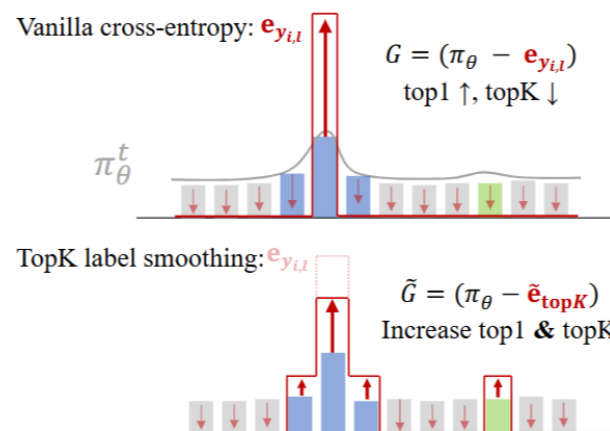 Vanilla cross-entropy: e_{y_{i,l}}
G = (π_θ − e_{y_{i,l}})
top1 ↑, topK ↓
π_θ^t
TopK label smoothing: e_{y_{i,l}}
G̃ = (π_θ − ẽ_{topK})
Increase top1 & topK